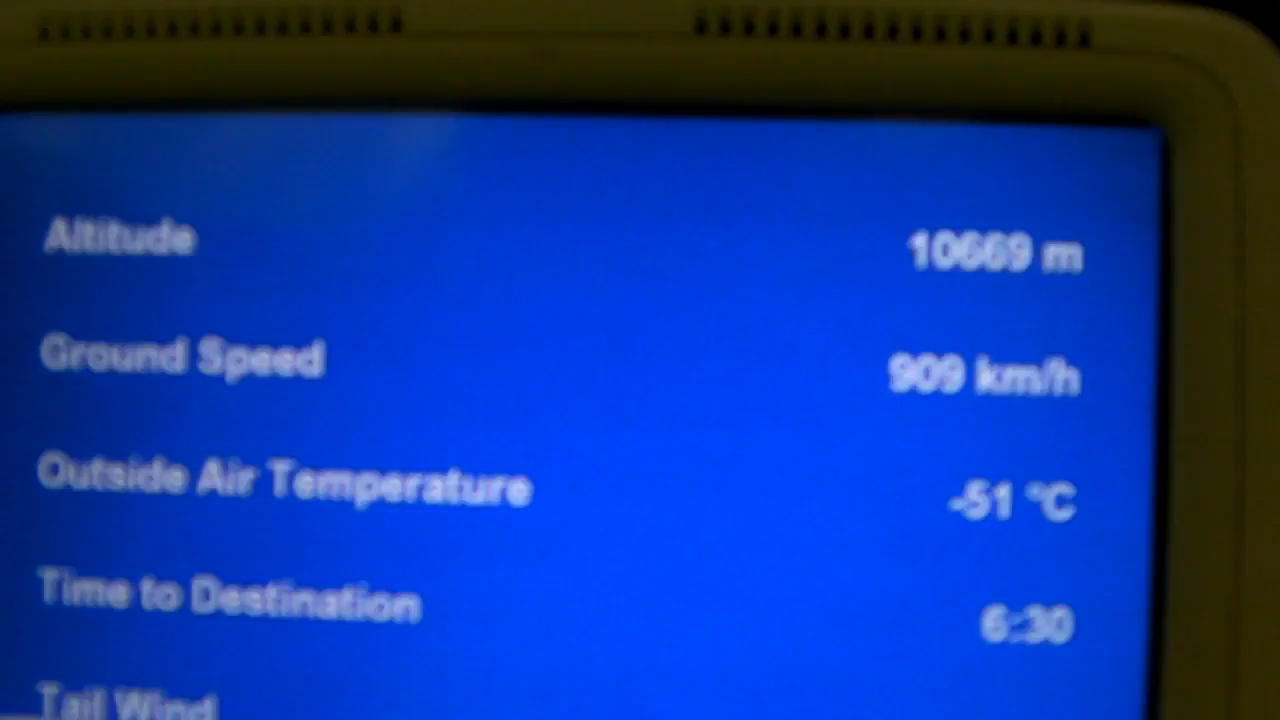 Altitude 10669 m
Ground Speed 909 km/h
Outside Air Temperature -51 °C
Time to Destination 6:30
Tail Wind